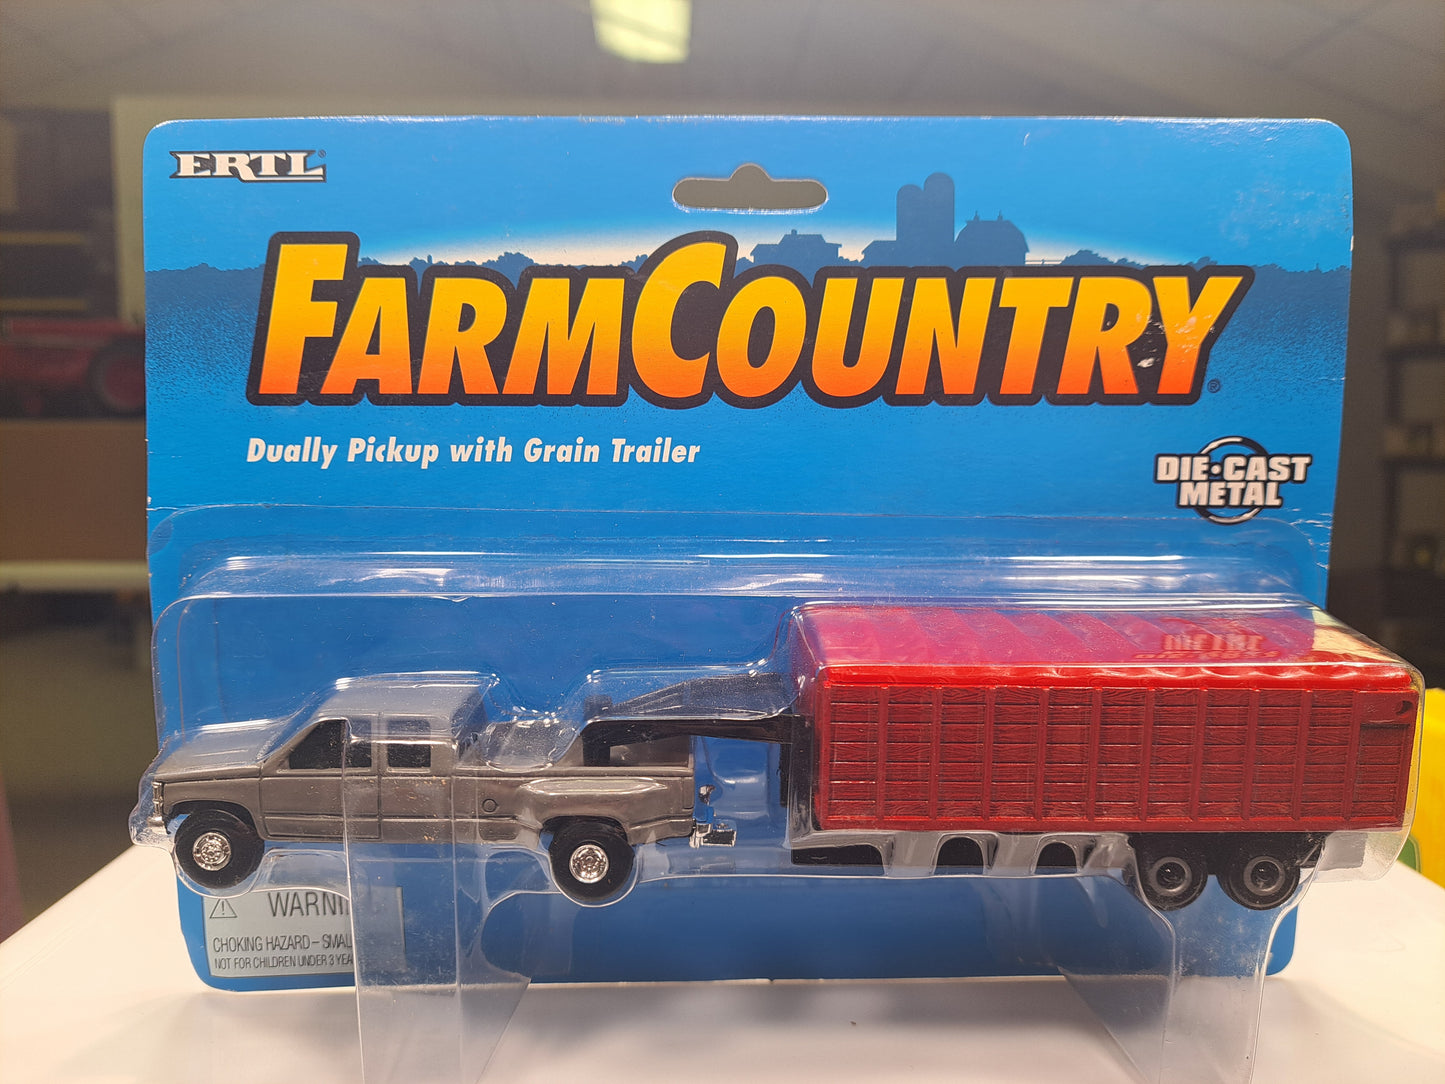 ERTL®
FARMCOUNTRY®
Dually Pickup with Grain Trailer
DIE•CAST
METAL
WARNI
CHOKING HAZARD – SMAL
NOT FOR CHILDREN UNDER 3 YEA